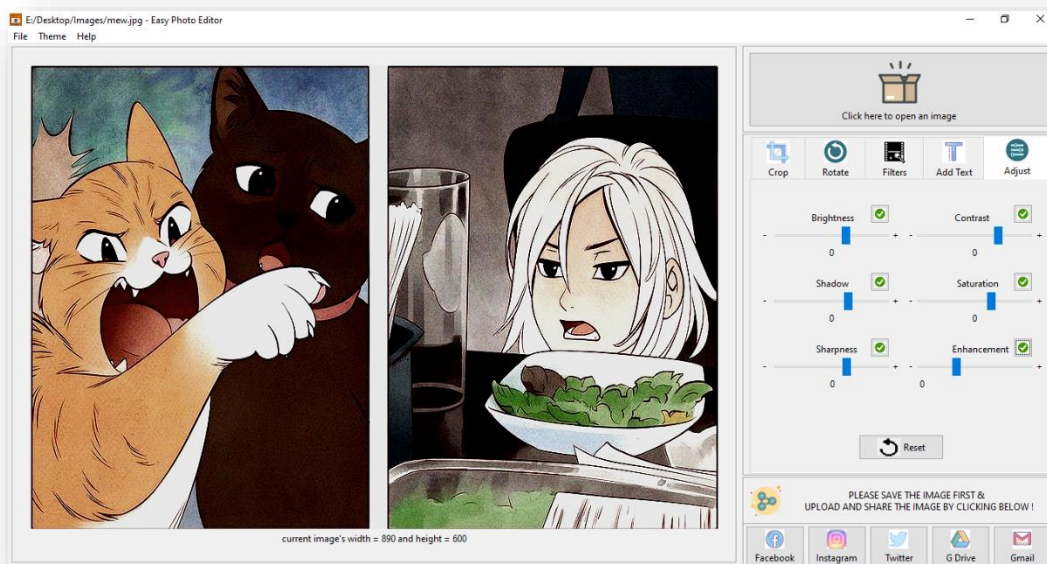 E:/Desktop/Images/mew.jpg - Easy Photo Editor
File Theme Help
Click here to open an image
Crop Rotate Filters Add Text Adjust
Brightness Contrast
- + - +
0 0
Shadow Saturation
- + - +
0 0
Sharpness Enhancement
- + - +
0 0
Reset
PLEASE SAVE THE IMAGE FIRST &
UPLOAD AND SHARE THE IMAGE BY CLICKING BELOW !
current image's width = 890 and height = 600
Facebook Instagram Twitter G Drive Gmail